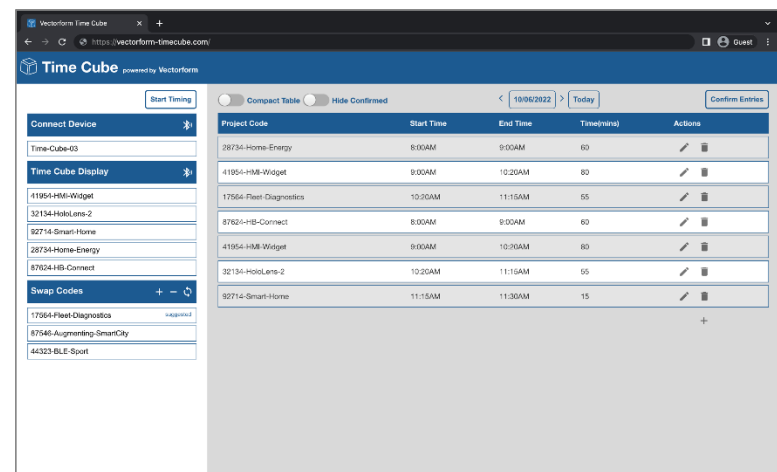 Vectorform Time Cube
Guest
https://vectorform-timecube.com/
Time Cube powered by Vectorform
Start Timing
Connect Device
Time-Cube-03
Time Cube Display
41954-HMI-Widget
32134-HoloLens-2
92714-Smart-Home
28734-Home-Energy
87624-HB-Connect
Swap Codes
17564-Fleet-Diagnostics suggested
87546-Augmenting-SmartCity
44323-BLE-Sport
Compact Table Hide Confirmed 10/06/2022 Today Confirm Entries
Project Code Start Time End Time Time(mins) Actions
28734-Home-Energy 8:00AM 9:00AM 60
41954-HMI-Widget 9:00AM 10:20AM 80
17564-Fleet-Diagnostics 10:20AM 11:15AM 55
87624-HB-Connect 8:00AM 9:00AM 60
41954-HMI-Widget 9:00AM 10:20AM 80
32134-HoloLens-2 10:20AM 11:15AM 55
92714-Smart-Home 11:15AM 11:30AM 15